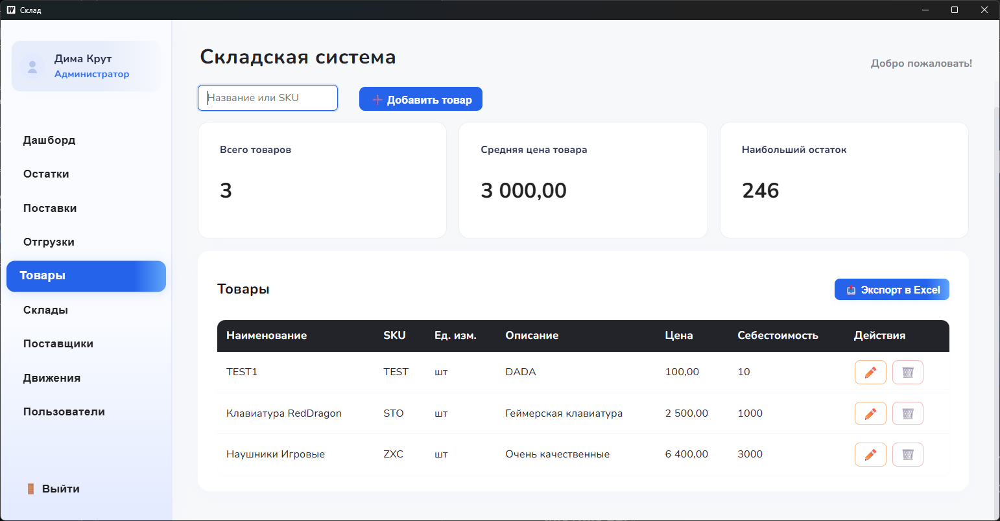 W Склад
Дима Крут
Администратор
Дашборд
Остатки
Поставки
Отгрузки
Товары
Склады
Поставщики
Движения
Пользователи
Выйти
Складская система
Добро пожаловать!
Название или SKU
Добавить товар
Всего товаров
3
Средняя цена товара
3 000,00
Наибольший остаток
246
Товары
Экспорт в Excel
Наименование SKU Ед. изм. Описание Цена Себестоимость Действия
TEST1 TEST шт DADA 100,00 10
Клавиатура RedDragon STO шт Геймерская клавиатура 2 500,00 1000
Наушники Игровые ZXC шт Очень качественные 6 400,00 3000